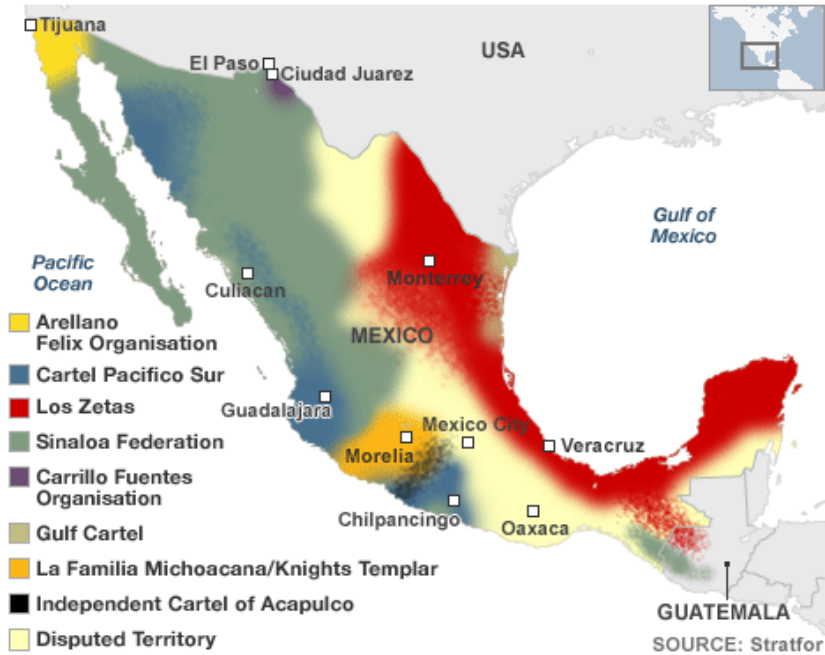 Tijuana
USA
El Paso
Ciudad Juarez
Gulf of
Mexico
Pacific
Ocean
Monterrey
Culiacan
MEXICO
Guadalajara
Mexico City
Morelia
Veracruz
Chilpancingo
Oaxaca
GUATEMALA
Arellano
Felix Organisation
Cartel Pacifico Sur
Los Zetas
Sinaloa Federation
Carrillo Fuentes
Organisation
Gulf Cartel
La Familia Michoacana/Knights Templar
Independent Cartel of Acapulco
Disputed Territory
SOURCE: Stratfor